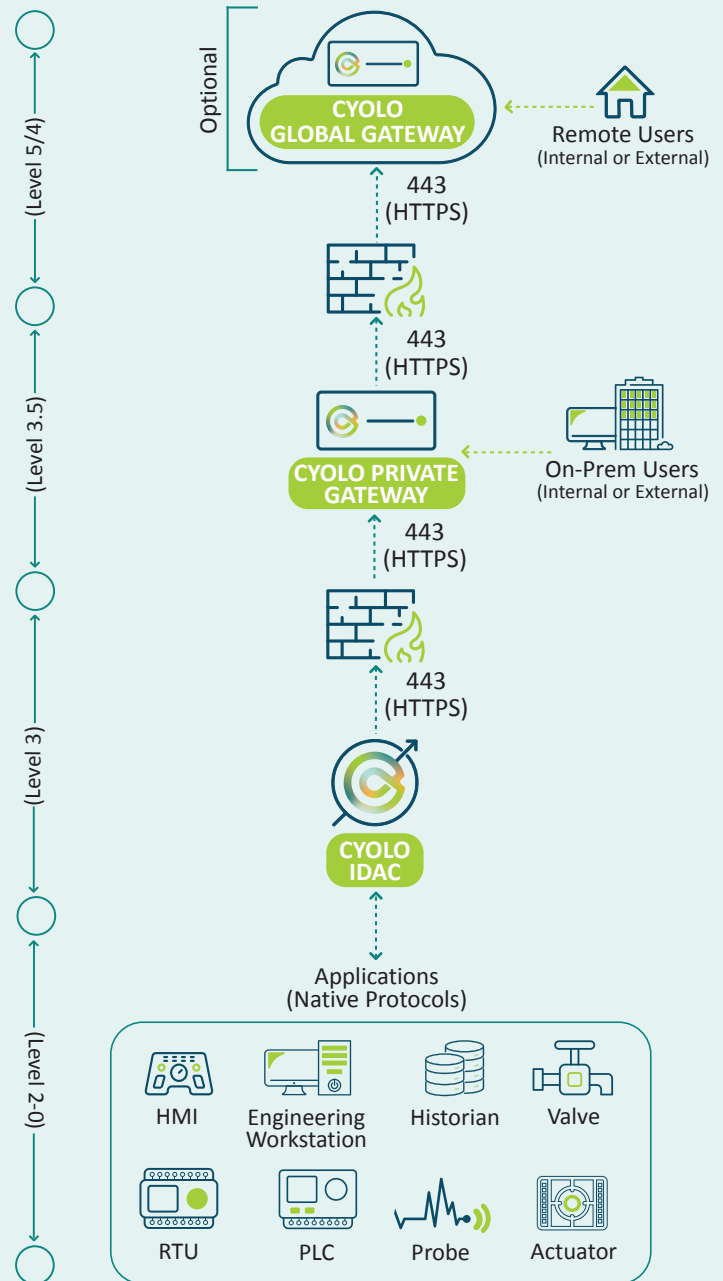 Optional
CYOLO
GLOBAL GATEWAY
Remote Users
(Internal or External)
(Level 5/4)
443
(HTTPS)
443
(HTTPS)
(Level 3.5)
CYOLO PRIVATE
GATEWAY
On-Prem Users
(Internal or External)
443
(HTTPS)
443
(HTTPS)
(Level 3)
CYOLO
IDAC
Applications
(Native Protocols)
(Level 2-0)
HMI
Engineering
Workstation
Historian
Valve
RTU
PLC
Probe
Actuator